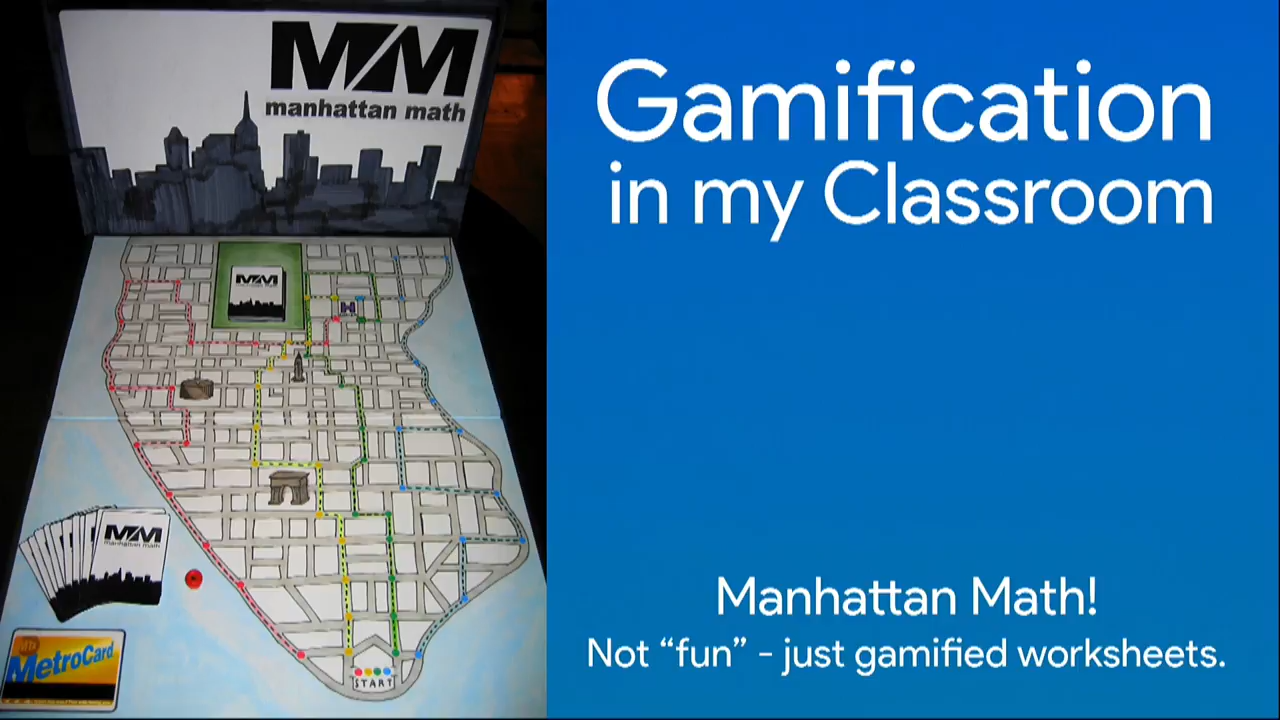 MM
manhattan math
MM
MM
manhattan math
MetroCard
START
Gamification
in my Classroom
Manhattan Math!
Not “fun” - just gamified worksheets.